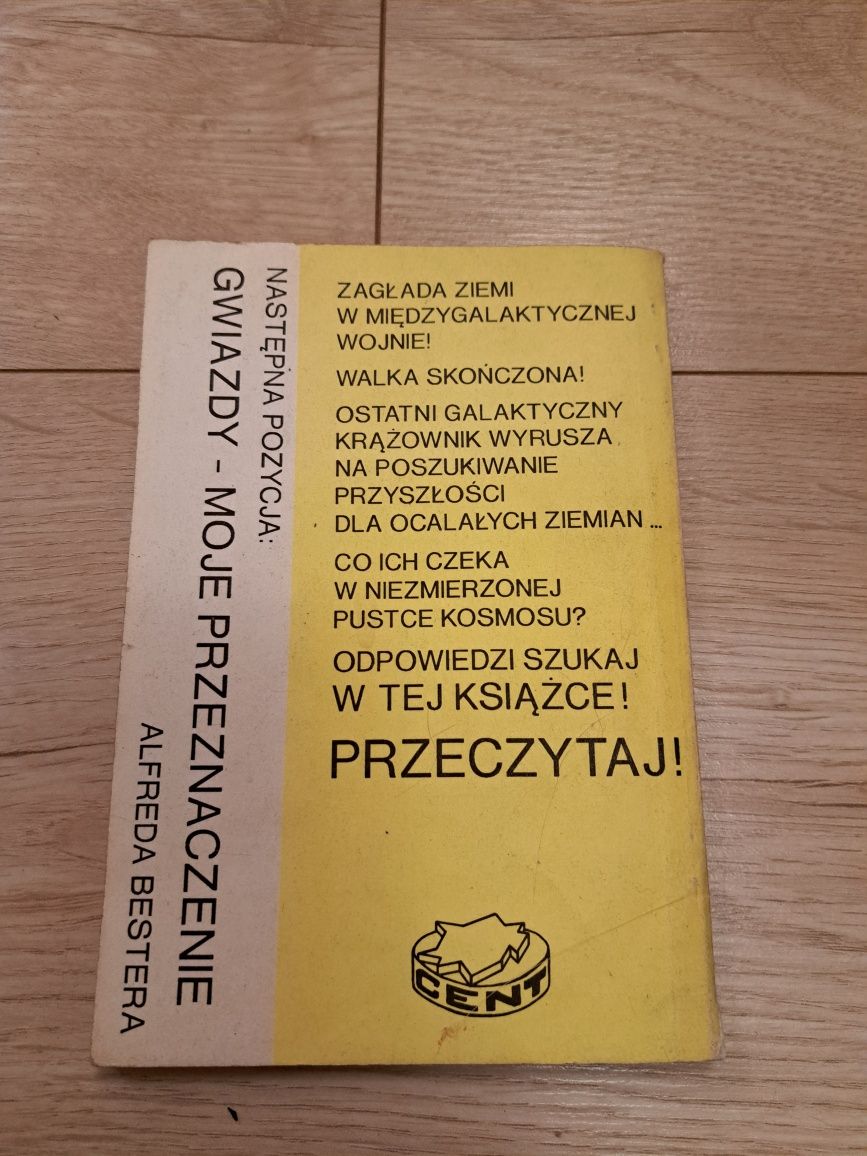 NASTĘPNA POZYCJA:
GWIAZDY - MOJE PRZEZNACZENIE
ALFREDA BESTERA
ZAGŁADA ZIEMI
W MIĘDZYGALAKTYCZNEJ
WOJNIE!
WALKA SKOŃCZONA!
OSTATNI GALAKTYCZNY
KRĄŻOWNIK WYRUSZA
NA POSZUKIWANIE
PRZYSZŁOŚCI
DLA OCALAŁYCH ZIEMIAN ...
CO ICH CZEKA
W NIEZMIERZONEJ
PUSTCE KOSMOSU?
ODPOWIEDZI SZUKAJ
W TEJ KSIĄŻCE!
PRZECZYTAJ!
CENT